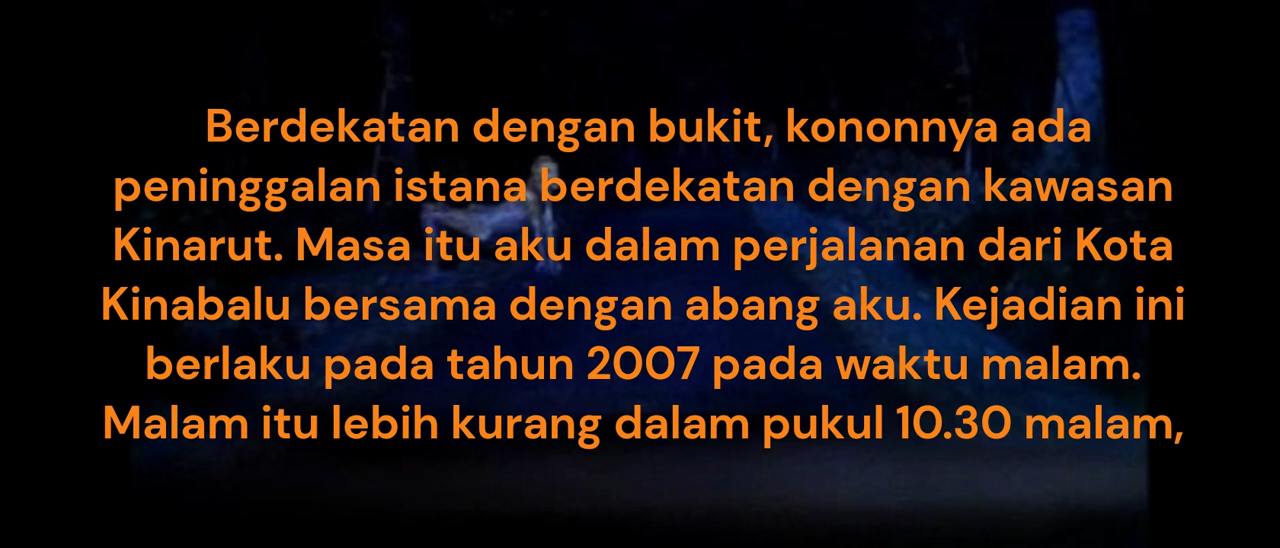 Berdekatan dengan bukit, kononnya ada
peninggalan istana berdekatan dengan kawasan
Kinarut. Masa itu aku dalam perjalanan dari Kota
Kinabalu bersama dengan abang aku. Kejadian ini
berlaku pada tahun 2007 pada waktu malam.
Malam itu lebih kurang dalam pukul 10.30 malam,